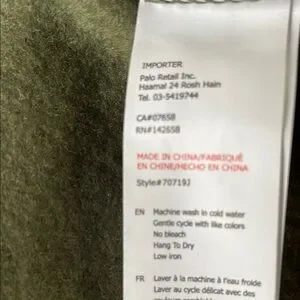 IMPORTER
Palo Retail Inc.
Haamal 24 Rosh Hain
Tel. 03-5419744
CA#07658
RN#142658
MADE IN CHINA/FABRIQUÉ
EN CHINE/HECHO EN CHINA
Style#70719J
EN Machine wash in cold water
Gentle cycle with like colors
No bleach
Hang To Dry
Low iron
FR Laver à la machine à l'eau froide
Laver au cycle délicat avec des